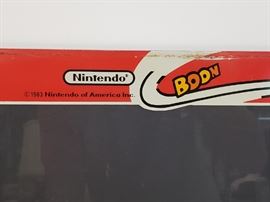 Nintendo®
BOOM
©1983 Nintendo of America Inc.